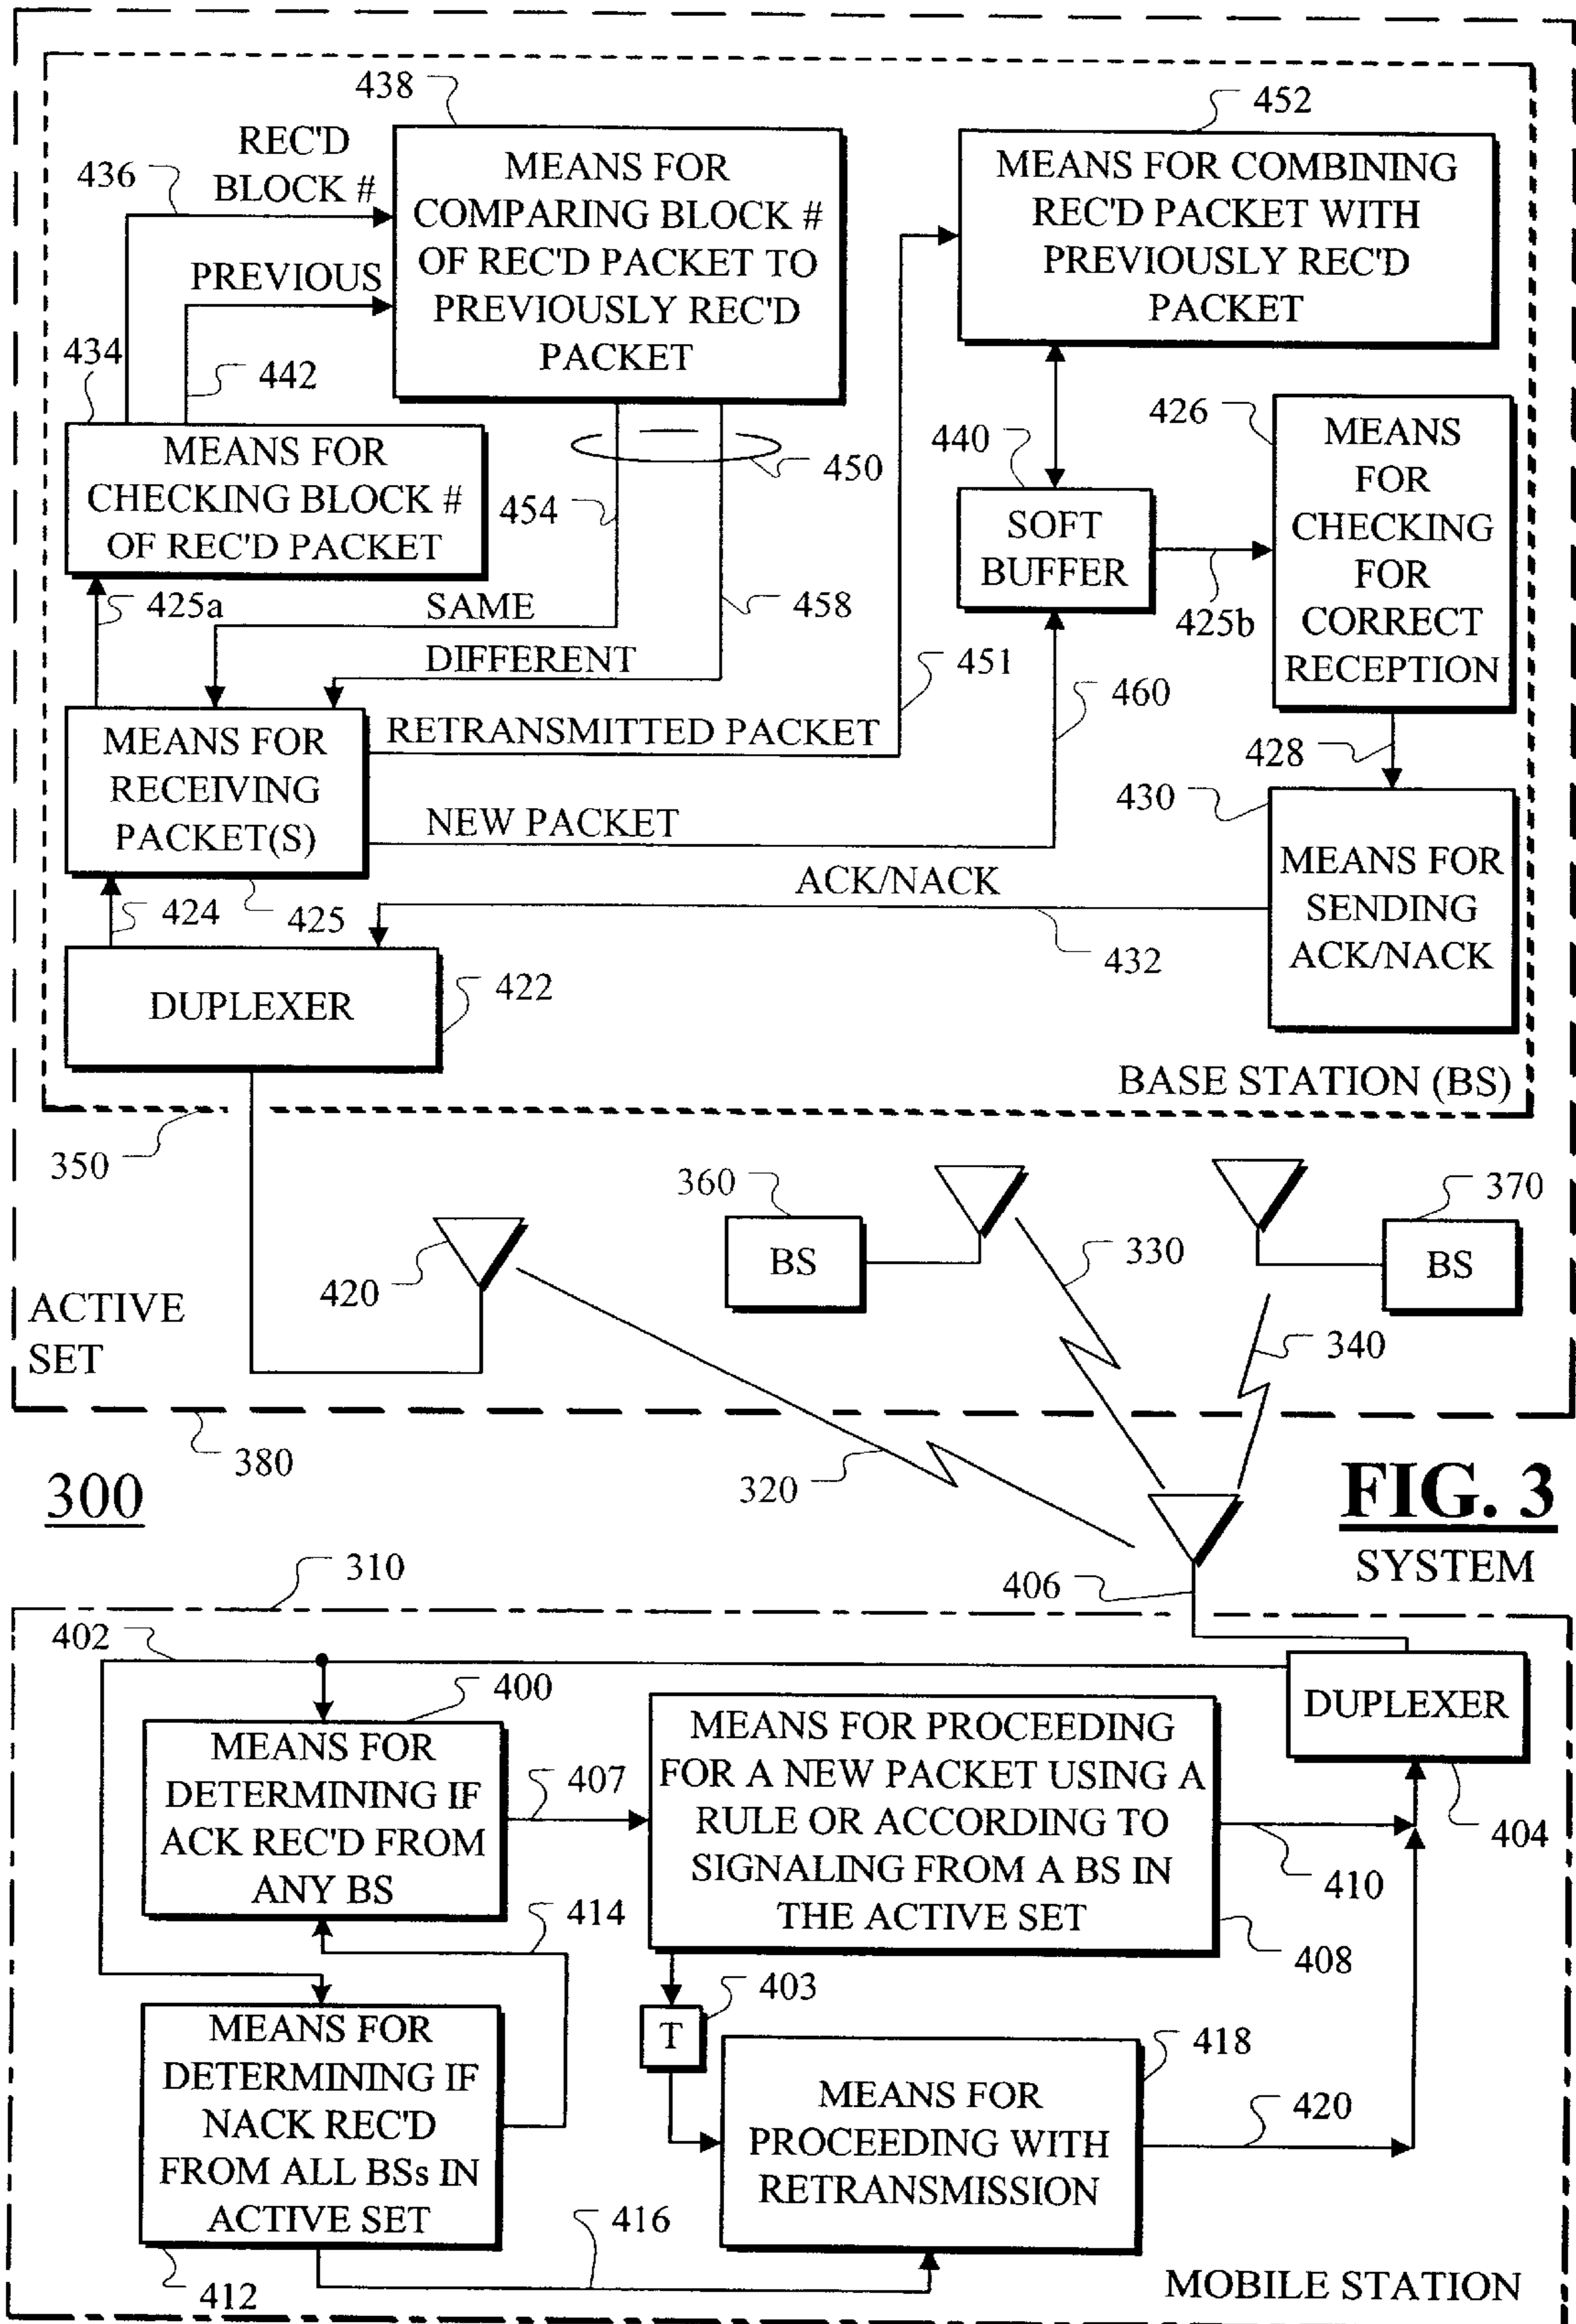 438
452
REC'D
BLOCK #
436
MEANS FOR
COMPARING BLOCK #
OF REC'D PACKET TO
PREVIOUSLY REC'D
PACKET
MEANS FOR COMBINING
REC'D PACKET WITH
PREVIOUSLY REC'D
PACKET
PREVIOUS
434
442
MEANS FOR
CHECKING BLOCK #
OF REC'D PACKET
454
450
440
426
MEANS
FOR
CHECKING
FOR
CORRECT
RECEPTION
SOFT
BUFFER
425a
SAME
458
425b
DIFFERENT
451
460
MEANS FOR
RECEIVING
PACKET(S)
RETRANSMITTED PACKET
428
430
NEW PACKET
MEANS FOR
SENDING
ACK/NACK
ACK/NACK
424
425
432
DUPLEXER
422
BASE STATION (BS)
350
360
370
BS
330
BS
420
ACTIVE
SET
340
380
320
300
FIG. 3
SYSTEM
310
406
402
400
DUPLEXER
MEANS FOR
DETERMINING IF
ACK REC'D FROM
ANY BS
407
MEANS FOR PROCEEDING
FOR A NEW PACKET USING A
RULE OR ACCORDING TO
SIGNALING FROM A BS IN
THE ACTIVE SET
404
410
414
408
403
T
MEANS FOR
DETERMINING IF
NACK REC'D
FROM ALL BSs IN
ACTIVE SET
418
MEANS FOR
PROCEEDING WITH
RETRANSMISSION
420
416
412
MOBILE STATION